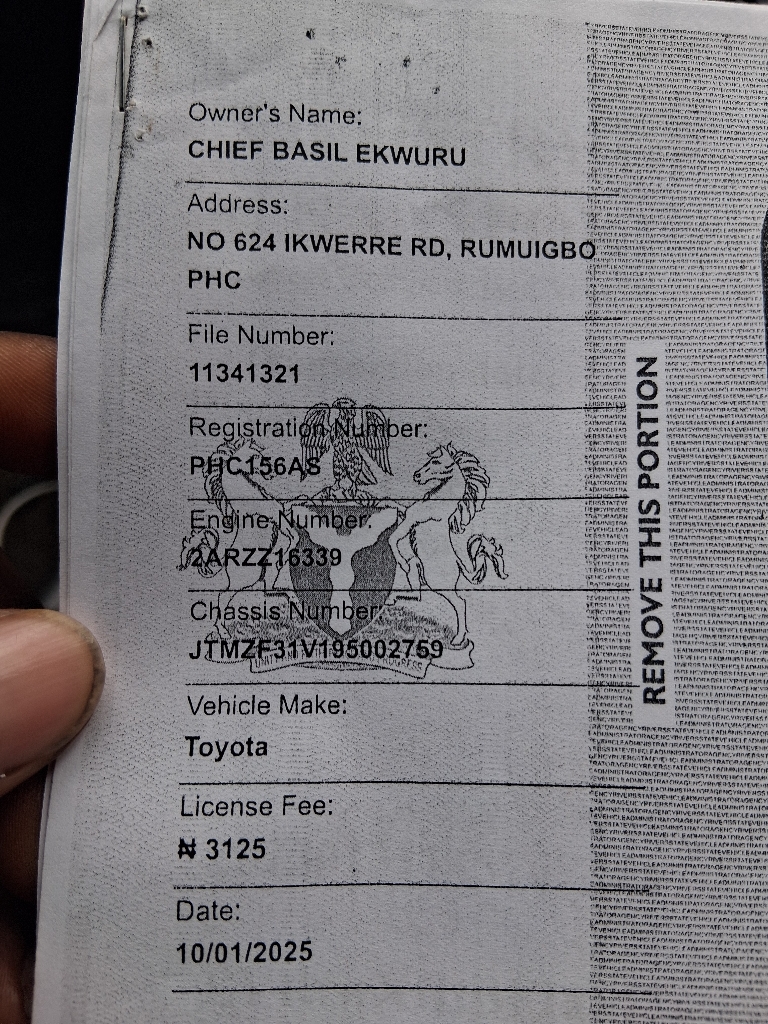 Owner's Name:
CHIEF BASIL EKWURU
Address:
NO 624 IKWERRE RD, RUMUIGBO
PHC
File Number:
11341321
Registration Number:
PHC156AS
Engine Number:
2ARZZ16339
Chassis Number:
JTMZF31V195002759
Vehicle Make:
Toyota
License Fee:
₦ 3125
Date:
10/01/2025
REMOVE THIS PORTION